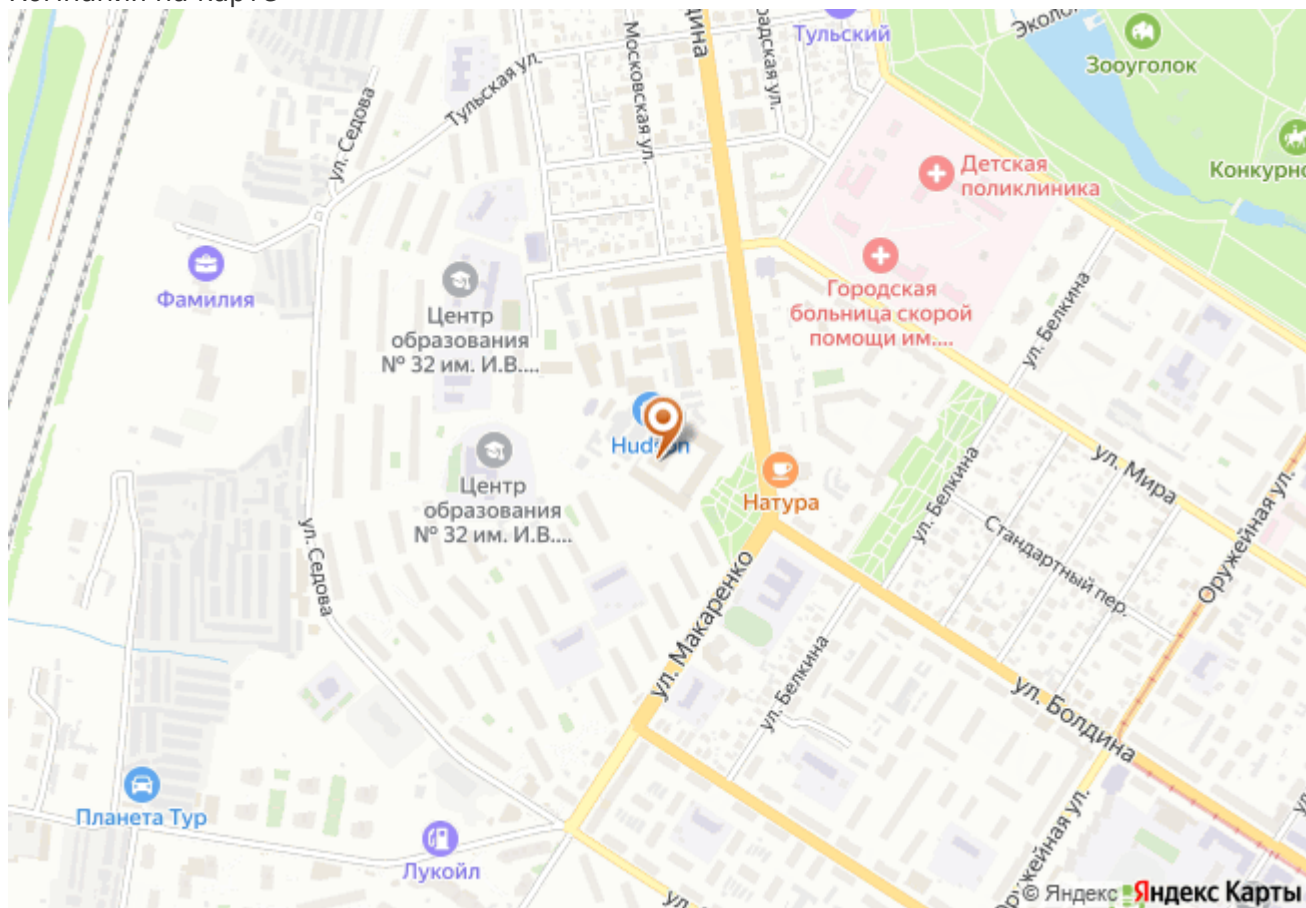 Тульский
Зооуголок
Московская ул.
Тульская ул.
ул. Седова
Детская
поликлиника
Фамилия
Городская
больница скорой
помощи им....
ул. Белкина
Центр
образования
№ 32 им. И.В....
Hudson
Натура
ул. Мира
Центр
образования
№ 32 им. И.В....
ул. Белкина
Стандартный пер.
Оружейная ул.
ул. Седова
ул. Макаренко
ул. Белкина
ул. Болдина
Планета Тур
Лукойл
© Яндекс Яндекс Карты